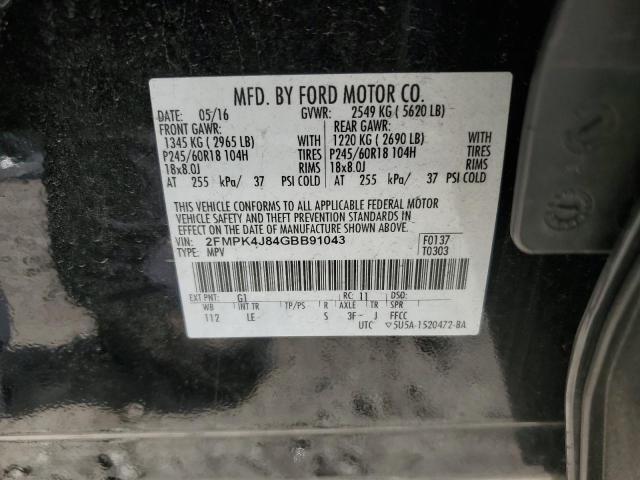 MFD. BY FORD MOTOR CO.
DATE: 05/16 GVWR: 2549 KG ( 5620 LB)
FRONT GAWR: REAR GAWR:
1345 KG ( 2965 LB) WITH 1220 KG ( 2690 LB) WITH
P245/60R18 104H TIRES P245/60R18 104H TIRES
18x8.0J RIMS 18x8.0J RIMS
AT 255 kPa/ 37 PSI COLD AT 255 kPa/ 37 PSI COLD
THIS VEHICLE CONFORMS TO ALL APPLICABLE FEDERAL MOTOR
VEHICLE SAFETY, BUMPER, AND THEFT PREVENTION STANDARDS IN
EFFECT ON THE DATE OF MANUFACTURE SHOWN ABOVE.
VIN: 2FMPK4J84GBB91043 F0137
TYPE: MPV T0303
EXT PNT: G1 RC: 11 DSO:
WB INT TR TP/PS R AXLE TR SPR
112 LE S 3F J FFCC
UTC ▽5U5A-1520472-BA